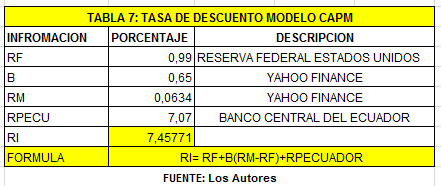 TABLA 7: TASA DE DESCUENTO MODELO CAPM
INFROMACION PORCENTAJE DESCRIPCION
RF 0,99 RESERVA FEDERAL ESTADOS UNIDOS
B 0,65 YAHOO FINANCE
RM 0,0634 YAHOO FINANCE
RPECU 7,07 BANCO CENTRAL DEL ECUADOR
RI 7,45771
FORMULA RI= RF+B(RM-RF)+RPECUADOR
FUENTE: Los Autores